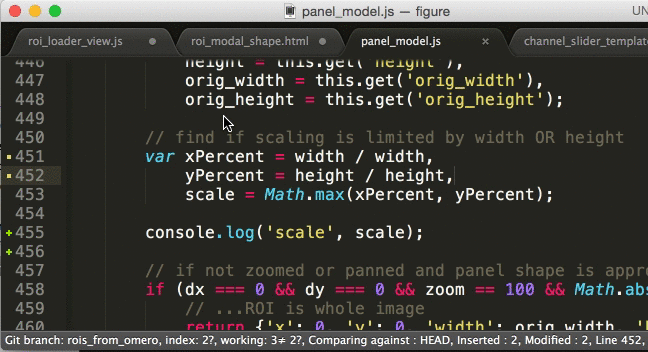 panel_model.js — figure
UN
roi_loader_view.js
roi_modal_shape.html
panel_model.js ×
channel_slider_template
446 height = this.get('height'),
447 orig_width = this.get('orig_width'),
448 orig_height = this.get('orig_height');
449
450 // find if scaling is limited by width OR height
451 var xPercent = width / width,
452 yPercent = height / height,
453 scale = Math.max(xPercent, yPercent);
454
455 console.log('scale', scale);
456
457 // if not zoomed or panned and panel shape is appro
458 if (dx === 0 && dy === 0 && zoom == 100 && Math.abs
459 // ...ROI is whole image
460 return {'x': 0, 'y': 0, 'width': orig_width, 'h
Git branch: rois_from_omero, index: 2?, working: 3≠ 2?, Comparing against : HEAD, Inserted : 2, Modified : 2, Line 452,